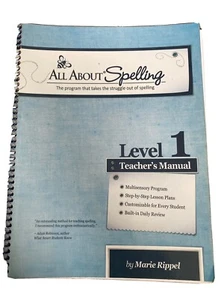 All About Spelling
The program that takes the struggle out of spelling
Level 1
Teacher's Manual
Multisensory Program
Step-by-Step Lesson Plans
Customizable for Every Student
Built-in Daily Review
by Marie Rippel